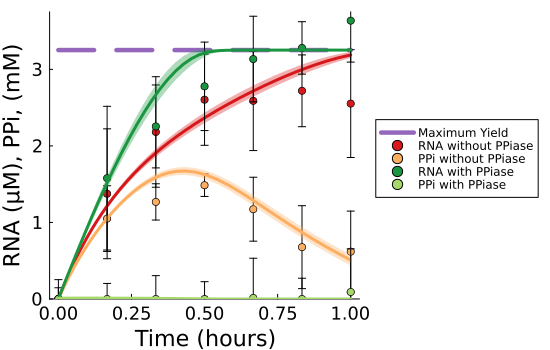 RNA (μM), PPi, (mM)
3
2
1
0
0.00
0.25
0.50
0.75
1.00
Time (hours)
Maximum Yield
RNA without PPiase
PPi without PPiase
RNA with PPiase
PPi with PPiase